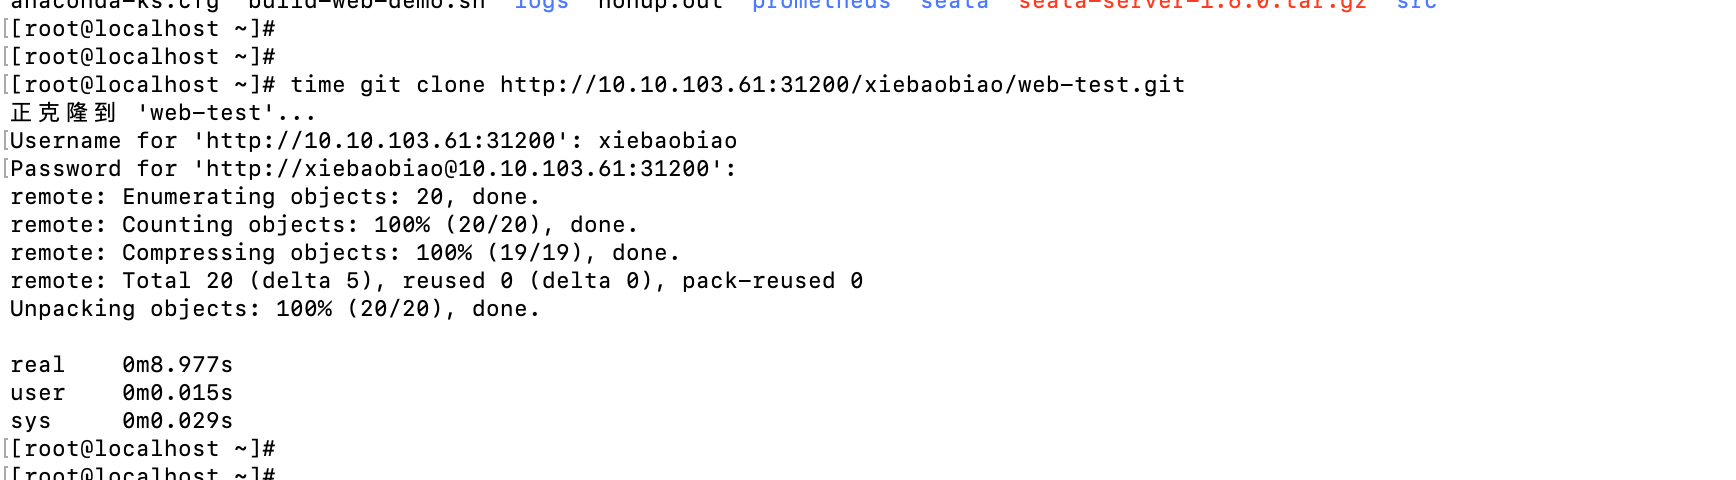 anaconda-ks.cfg build-web-demo.sh logs nohup.out prometheus seata seata-server-1.6.0.tar.gz src
[[root@localhost ~]#
[[root@localhost ~]#
[[root@localhost ~]# time git clone http://10.10.103.61:31200/xiebaobiao/web-test.git
正克隆到 'web-test'...
[Username for 'http://10.10.103.61:31200': xiebaobiao
[Password for 'http://xiebaobiao@10.10.103.61:31200':
remote: Enumerating objects: 20, done.
remote: Counting objects: 100% (20/20), done.
remote: Compressing objects: 100% (19/19), done.
remote: Total 20 (delta 5), reused 0 (delta 0), pack-reused 0
Unpacking objects: 100% (20/20), done.
real 0m8.977s
user 0m0.015s
sys 0m0.029s
[[root@localhost ~]#
[[root@localhost ~]#